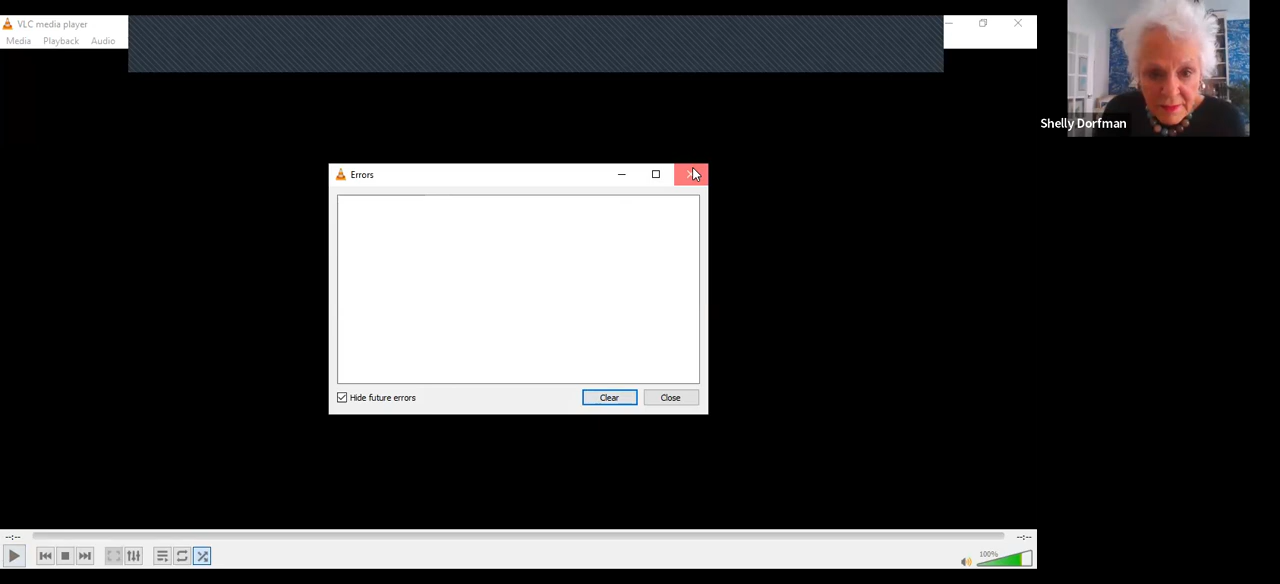 VLC media player
Media Playback Audio
Shelly Dorfman
Errors
Hide future errors
Clear
Close
--:--
--:--
100%